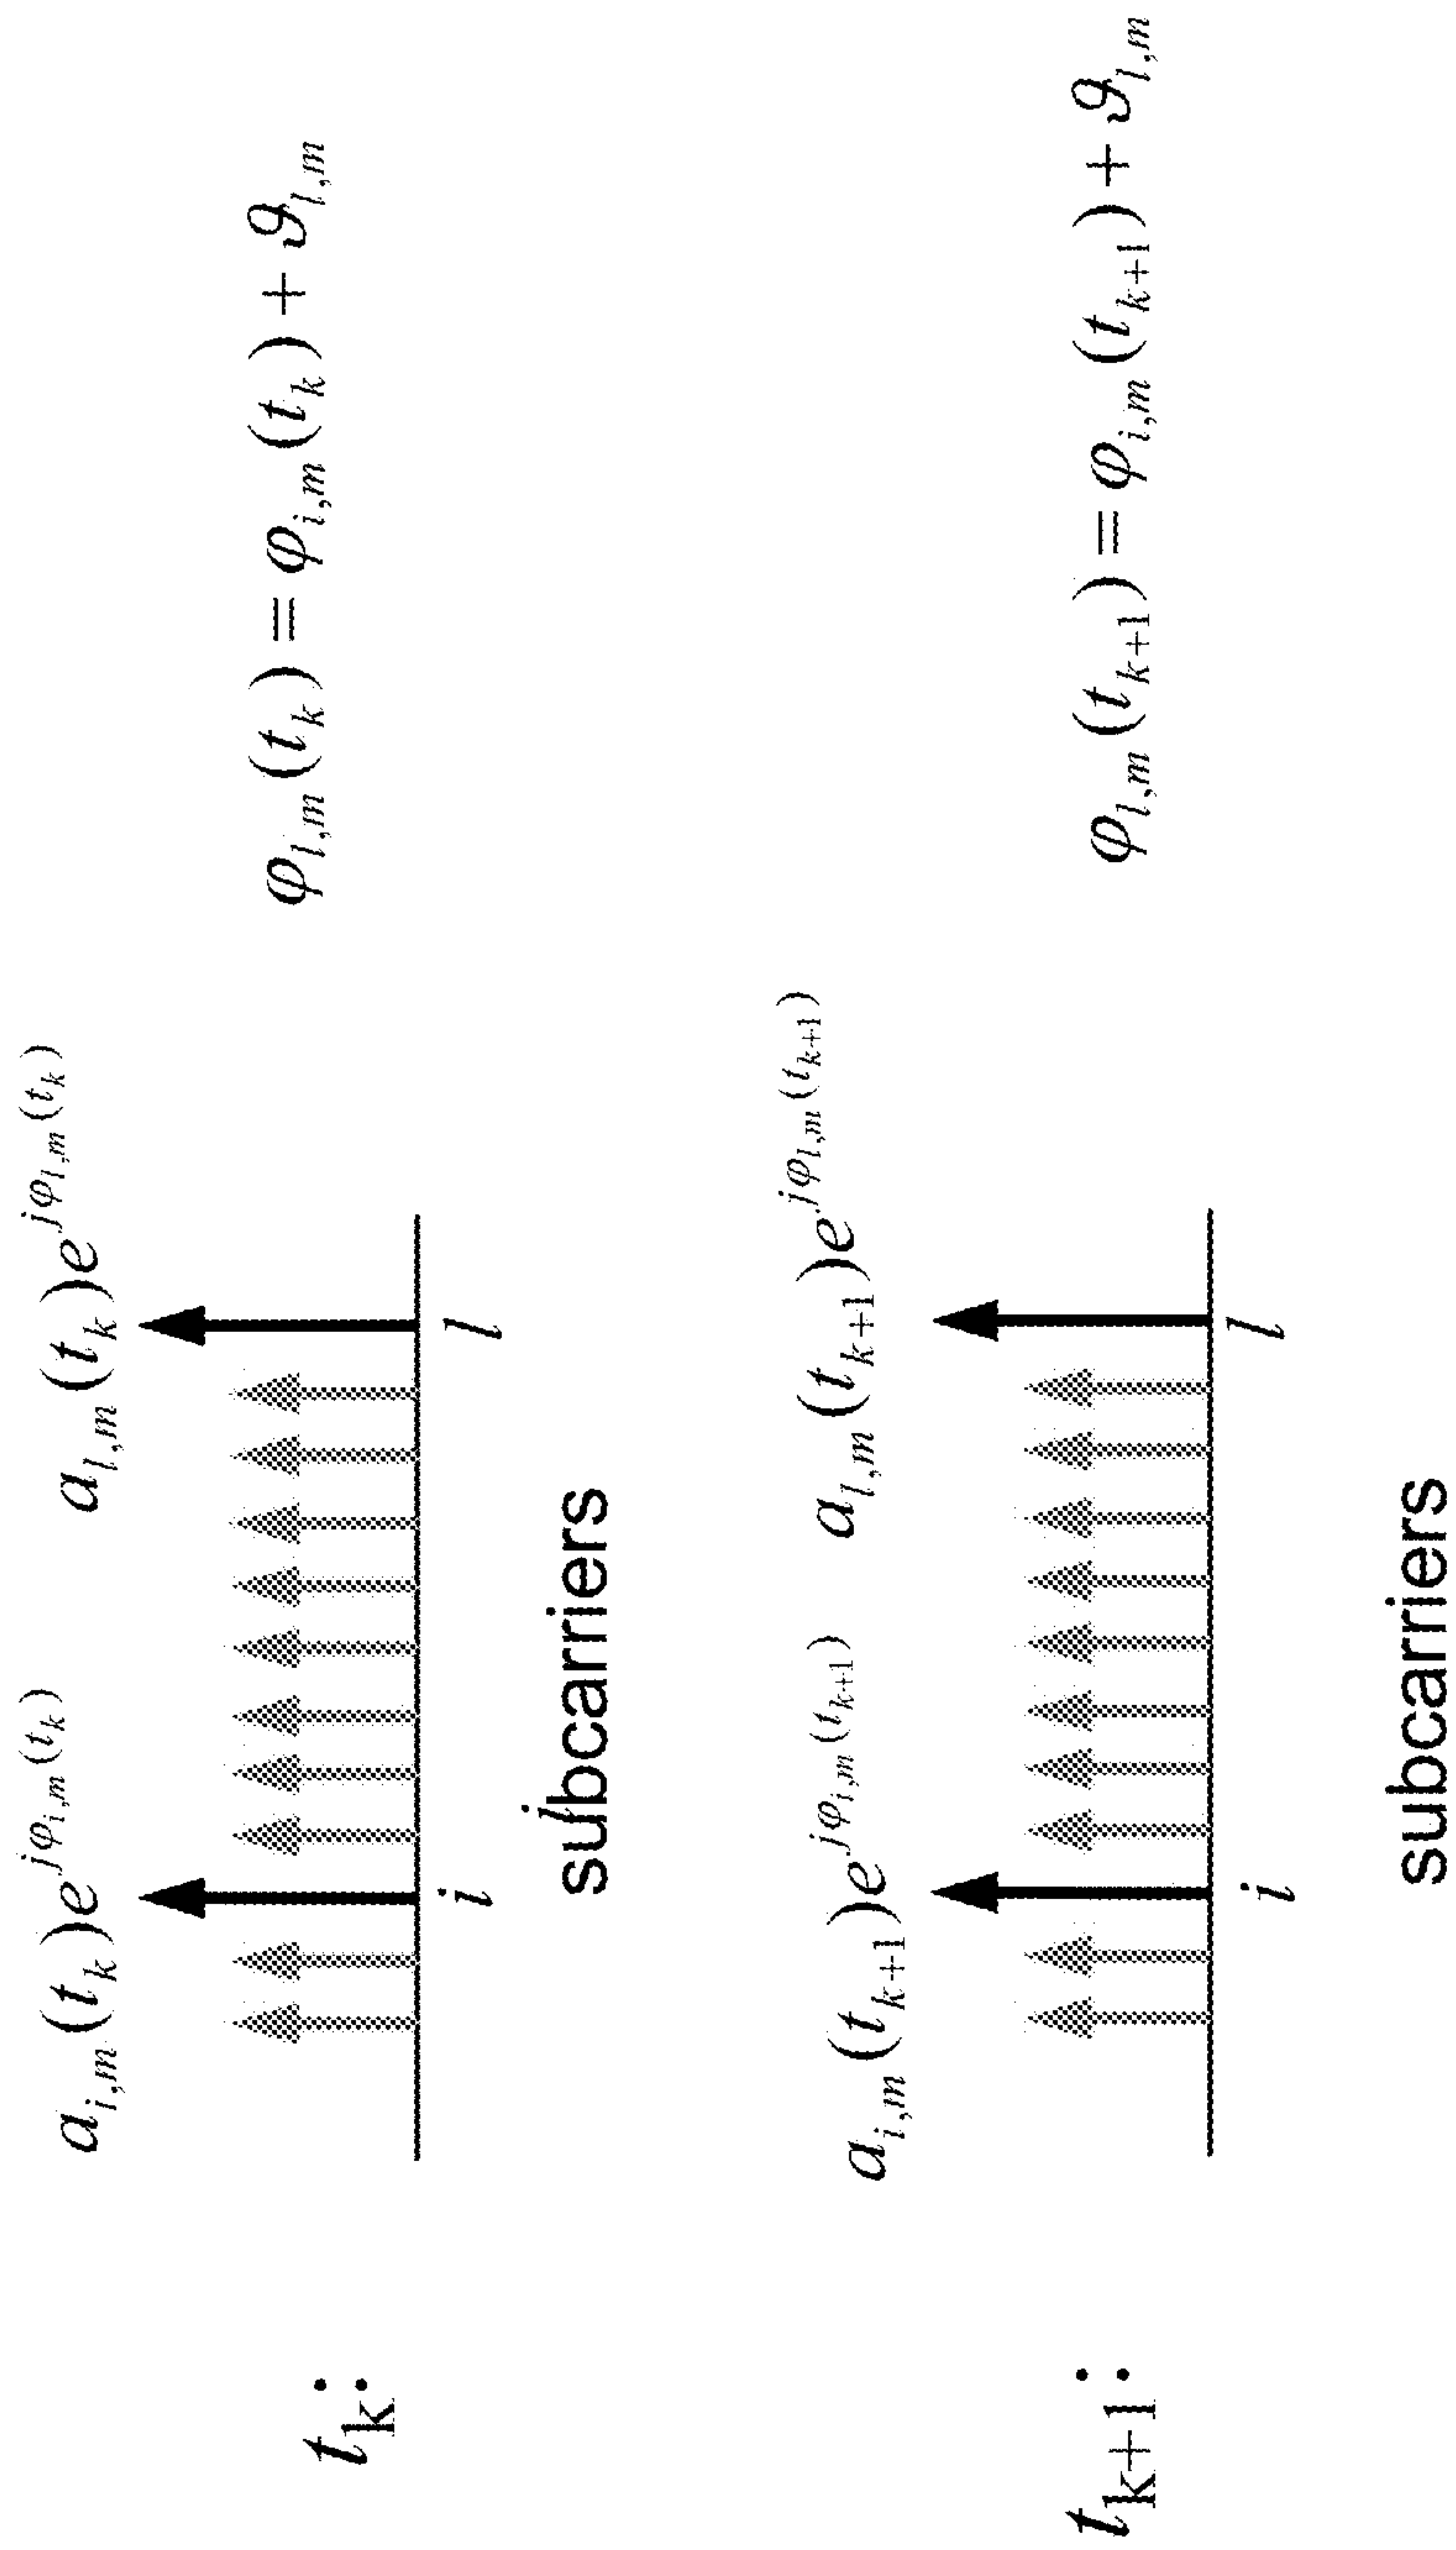 a_{i,m}(t_k)e^{jφ_{i,m}(t_k)} a_{l,m}(t_k)e^{jφ_{l,m}(t_k)}
t_k: φ_{l,m}(t_k) = φ_{i,m}(t_k) + ϑ_{l,m}
i l
i
subcarriers
a_{i,m}(t_{k+1})e^{jφ_{i,m}(t_{k+1})} a_{l,m}(t_{k+1})e^{jφ_{l,m}(t_{k+1})}
t_{k+1}: φ_{l,m}(t_{k+1}) = φ_{i,m}(t_{k+1}) + ϑ_{l,m}
i l
subcarriers